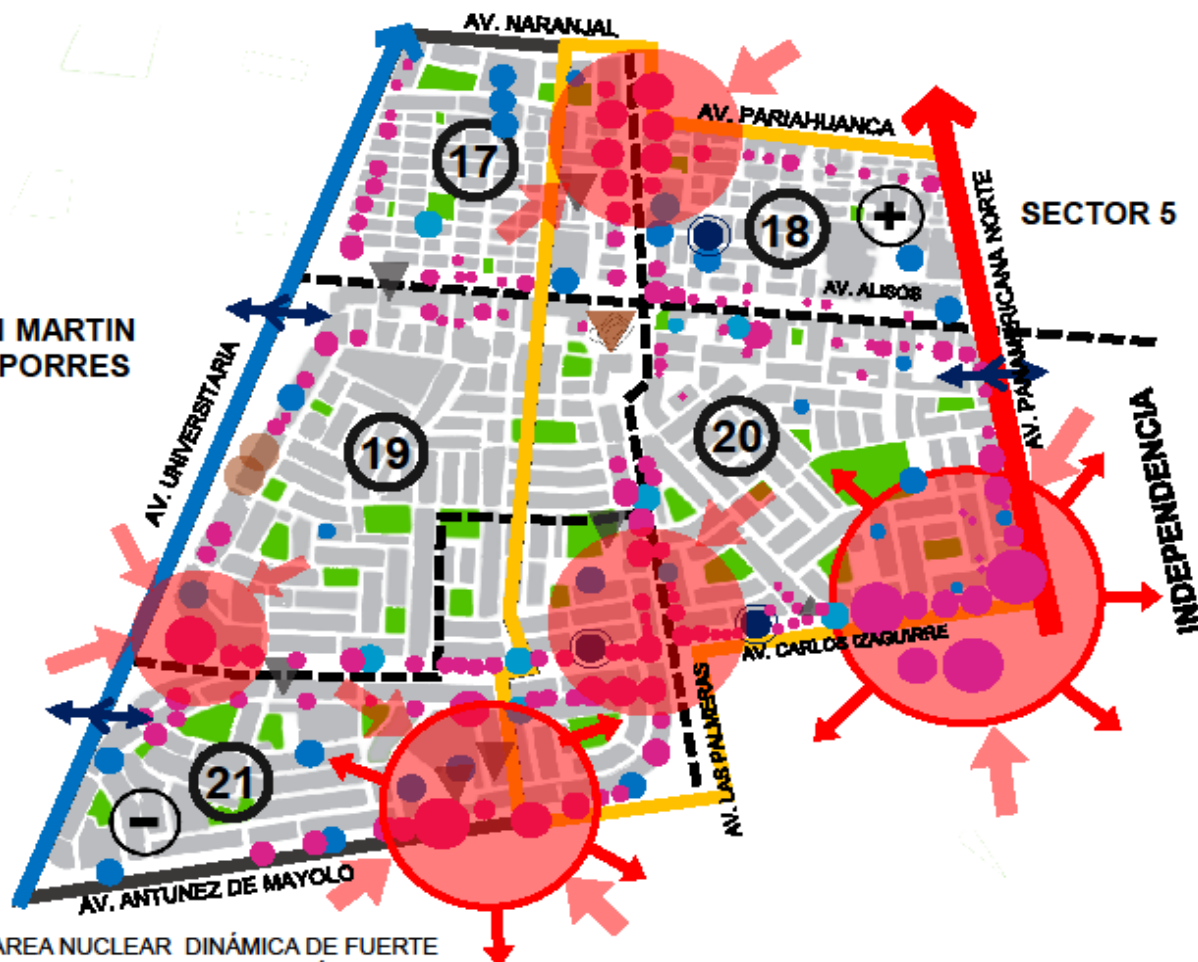 AV. NARANJAL
AV. PARIAHUANCA
17
18
+
SECTOR 5
AV. PANAMERICANA NORTE
AV. ALISOS
MARTIN
PORRES
AV. UNIVERSITARIA
19
20
INDEPENDENCIA
AV. CARLOS IZAGUIRRE
AV. LAS PALMERAS
21
-
AV. ANTUNEZ DE MAYOLO
AREA NUCLEAR DINÁMICA DE FUERTE